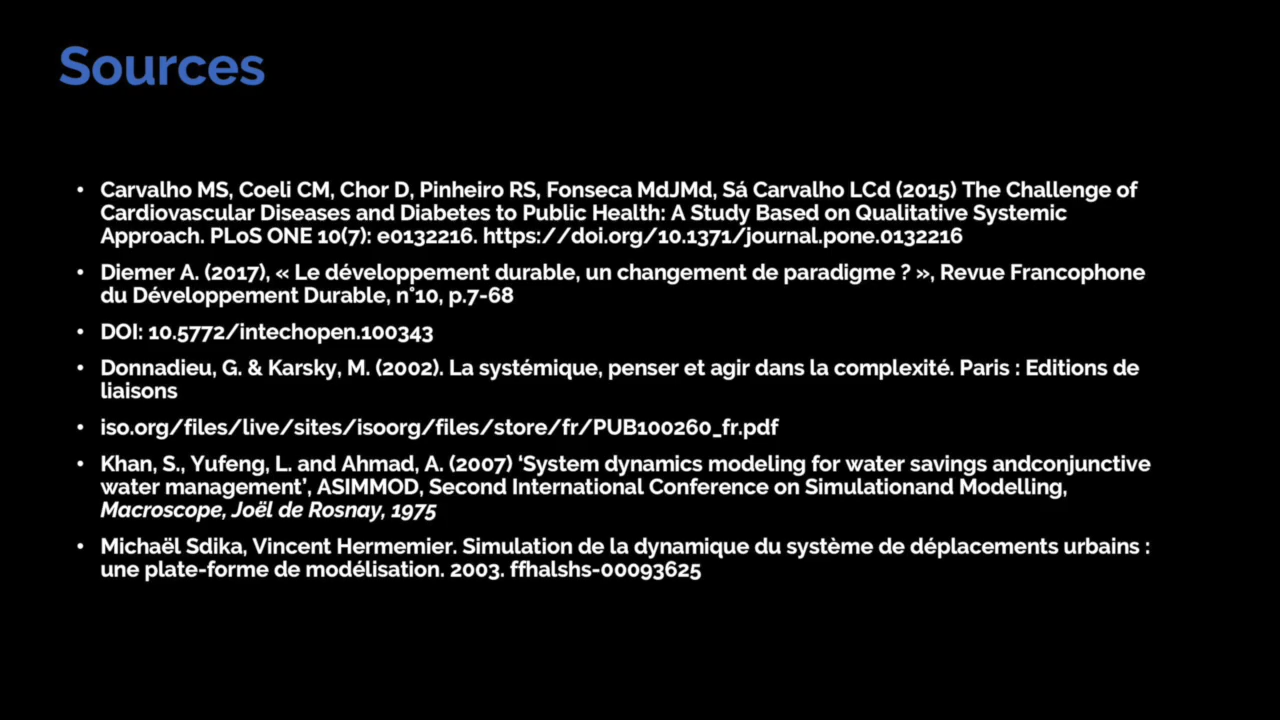 Sources
• Carvalho MS, Coeli CM, Chor D, Pinheiro RS, Fonseca MdJMd, Sá Carvalho LCd (2015) The Challenge of
Cardiovascular Diseases and Diabetes to Public Health: A Study Based on Qualitative Systemic
Approach. PLoS ONE 10(7): e0132216. https://doi.org/10.1371/journal.pone.0132216
• Diemer A. (2017), « Le développement durable, un changement de paradigme ? », Revue Francophone
du Développement Durable, n°10, p.7-68
• DOI: 10.5772/intechopen.100343
• Donnadieu, G. & Karsky, M. (2002). La systémique, penser et agir dans la complexité. Paris : Editions de
liaisons
• iso.org/files/live/sites/isoorg/files/store/fr/PUB100260_fr.pdf
• Khan, S., Yufeng, L. and Ahmad, A. (2007) ‘System dynamics modeling for water savings andconjunctive
water management’, ASIMMOD, Second International Conference on Simulationand Modelling,
Macroscope, Joël de Rosnay, 1975
• Michaël Sdika, Vincent Hermemier. Simulation de la dynamique du système de déplacements urbains :
une plate-forme de modélisation. 2003. ffhalshs-00093625